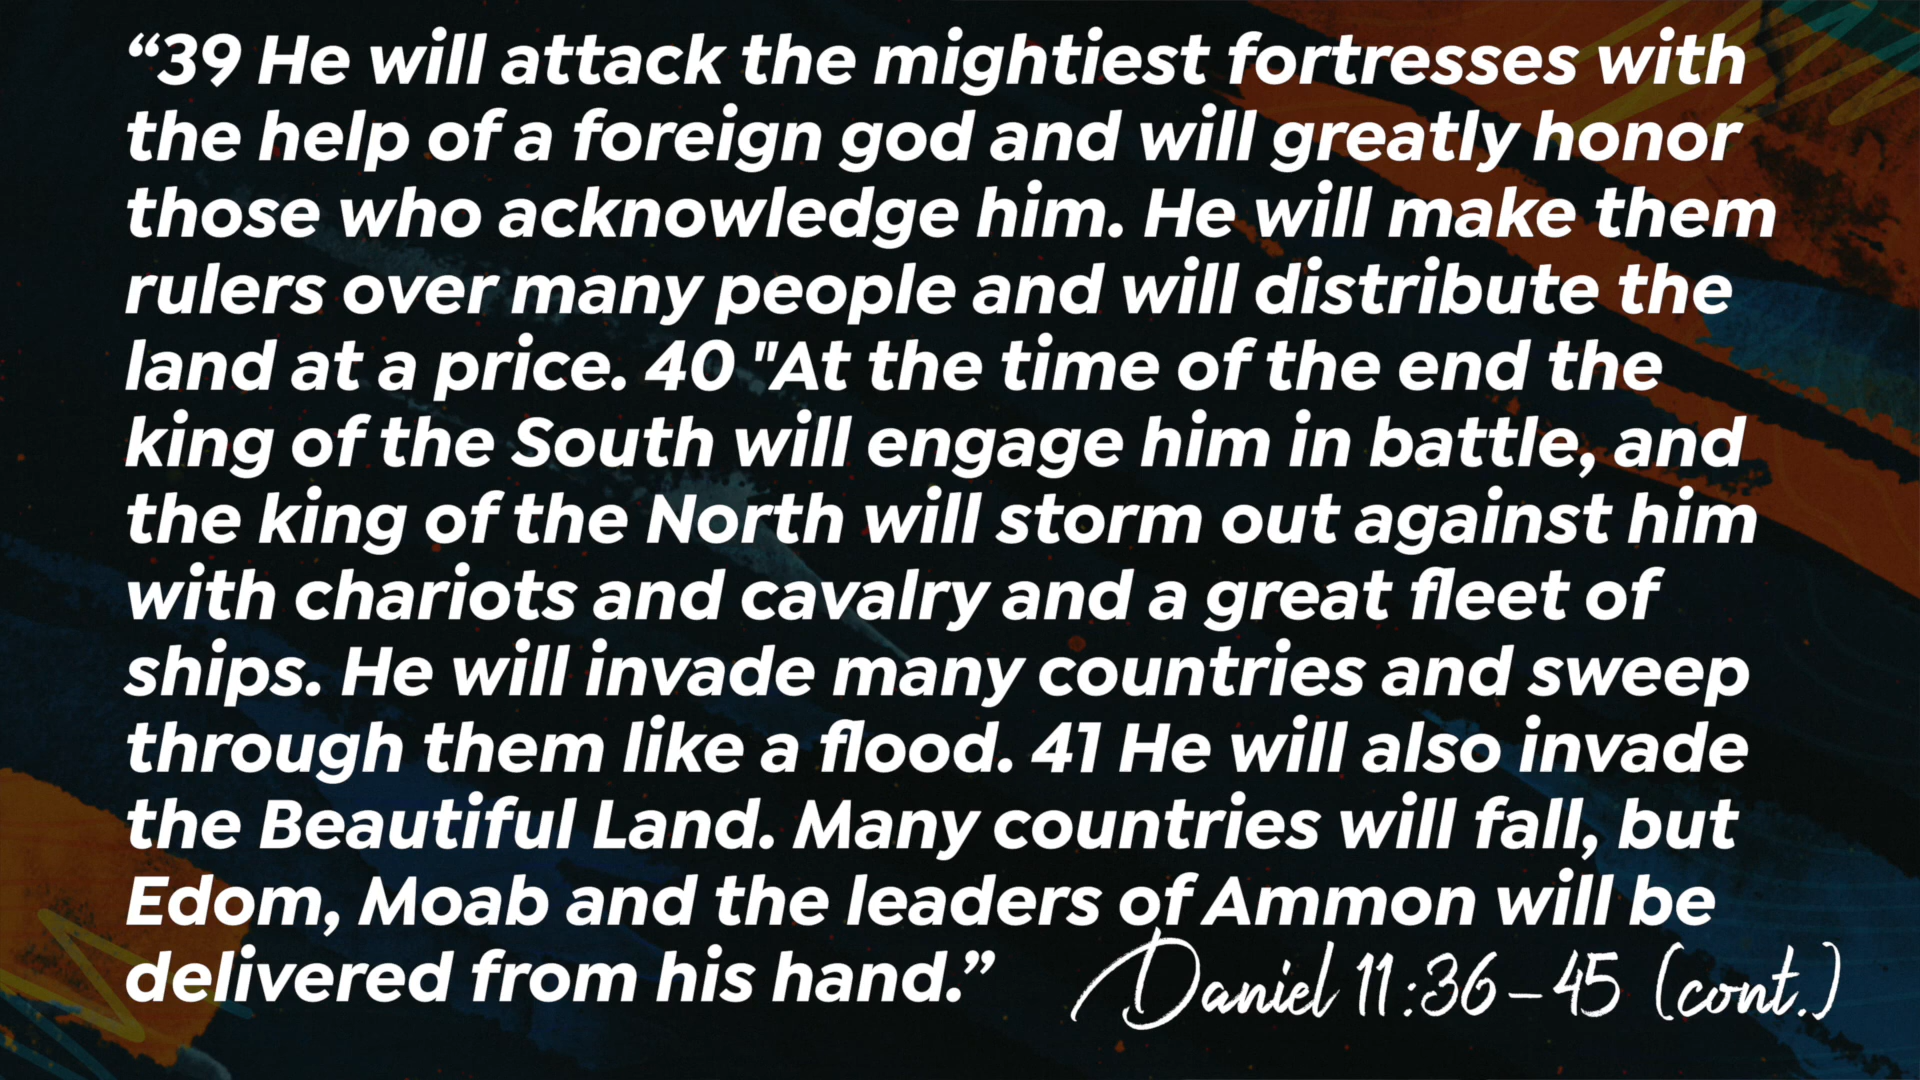 “39 He will attack the mightiest fortresses with
the help of a foreign god and will greatly honor
those who acknowledge him. He will make them
rulers over many people and will distribute the
land at a price. 40 "At the time of the end the
king of the South will engage him in battle, and
the king of the North will storm out against him
with chariots and cavalry and a great fleet of
ships. He will invade many countries and sweep
through them like a flood. 41 He will also invade
the Beautiful Land. Many countries will fall, but
Edom, Moab and the leaders of Ammon will be
delivered from his hand.”
Daniel 11:36-45 (cont.)